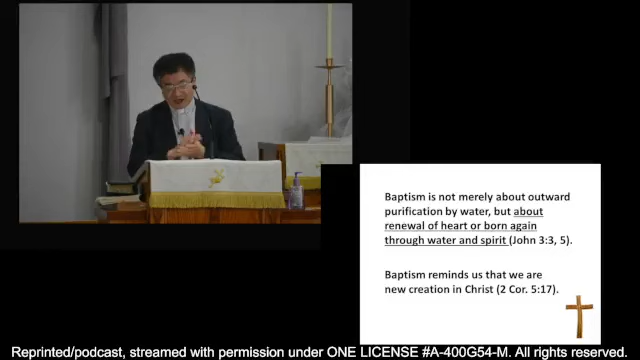 Baptism is not merely about outward
purification by water, but about
renewal of heart or born again
through water and spirit (John 3:3, 5).
Baptism reminds us that we are
new creation in Christ (2 Cor. 5:17).
Reprinted/podcast, streamed with permission under ONE LICENSE #A-400G54-M. All rights reserved.